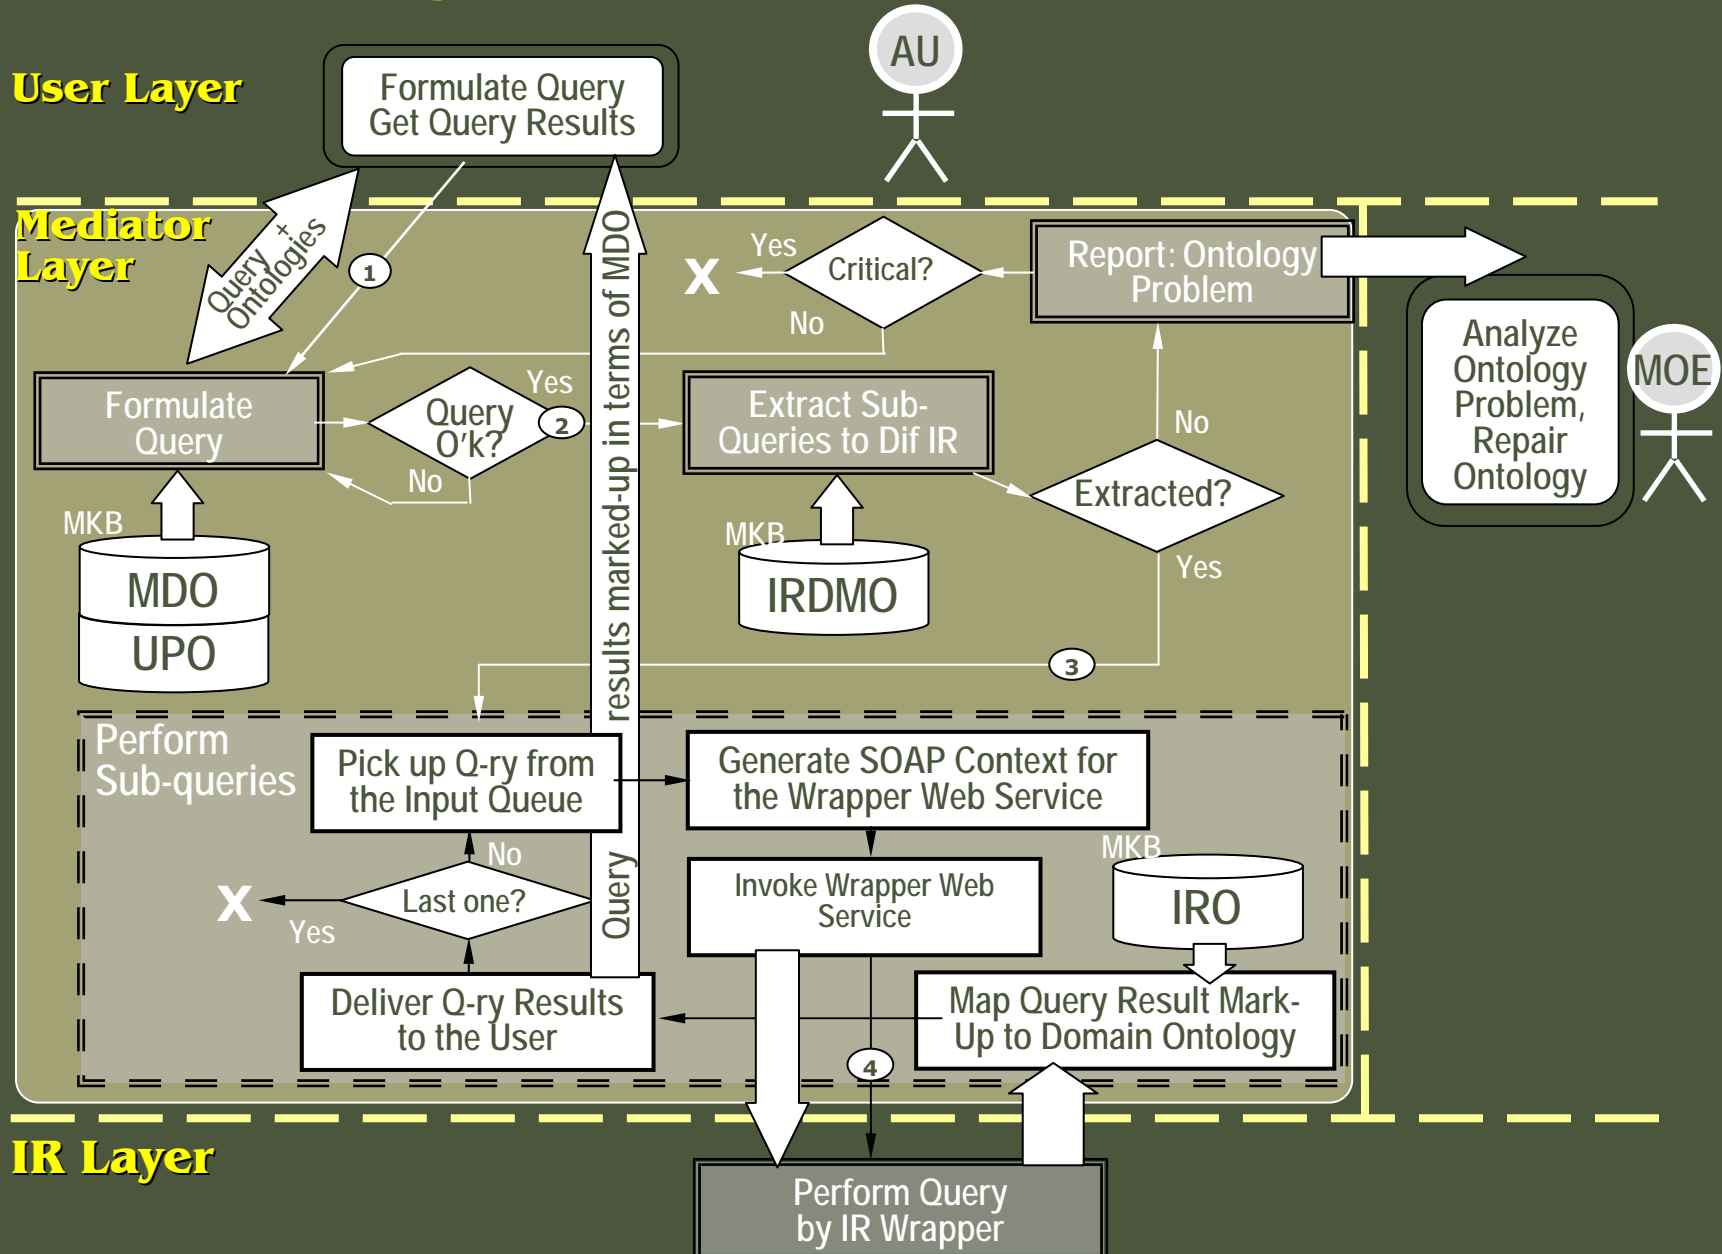 AU
User Layer
Formulate Query
Get Query Results
Mediator
Layer
Query +
Ontologies
1
Yes
X
Critical?
No
Report: Ontology
Problem
Analyze
Ontology
Problem,
Repair
Ontology
MOE
Formulate
Query
Query
O'k?
Yes
2
No
Extract Sub-
Queries to Dif IR
No
Extracted?
Yes
MKB
MDO
UPO
MKB
IRDMO
3
Query results marked-up in terms of MDO
Perform
Sub-queries
Pick up Q-ry from
the Input Queue
Generate SOAP Context for
the Wrapper Web Service
No
X
Yes
Last one?
Invoke Wrapper Web
Service
MKB
IRO
Deliver Q-ry Results
to the User
Map Query Result Mark-
Up to Domain Ontology
4
IR Layer
Perform Query
by IR Wrapper